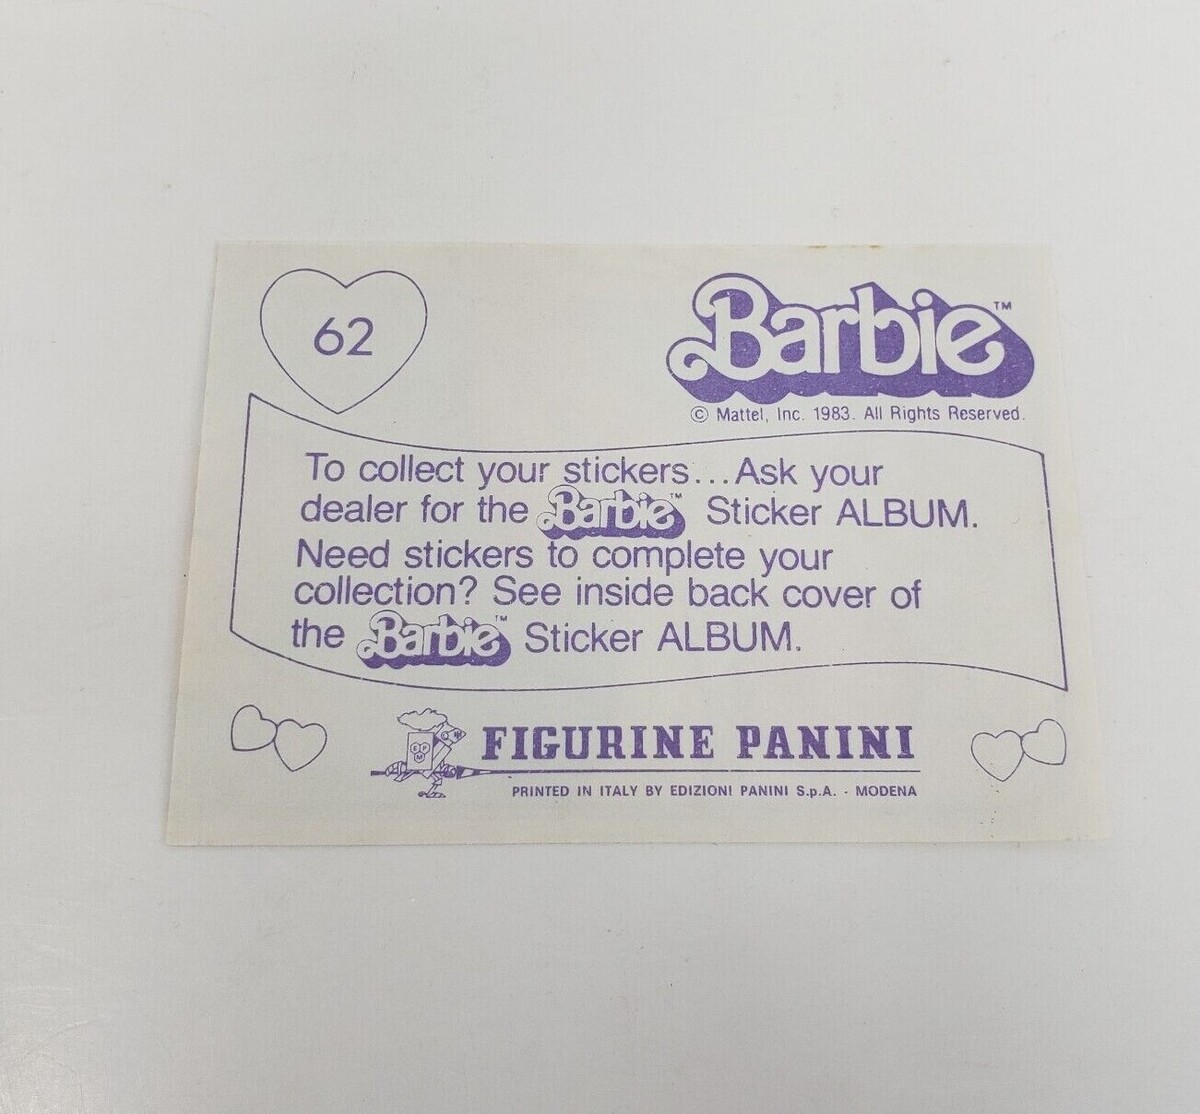 62
Barbie™
© Mattel, Inc. 1983. All Rights Reserved.
To collect your stickers...Ask your
dealer for the Barbie™ Sticker ALBUM.
Need stickers to complete your
collection? See inside back cover of
the Barbie™ Sticker ALBUM.
EPM
FIGURINE PANINI
PRINTED IN ITALY BY EDIZIONI PANINI S.p.A. - MODENA